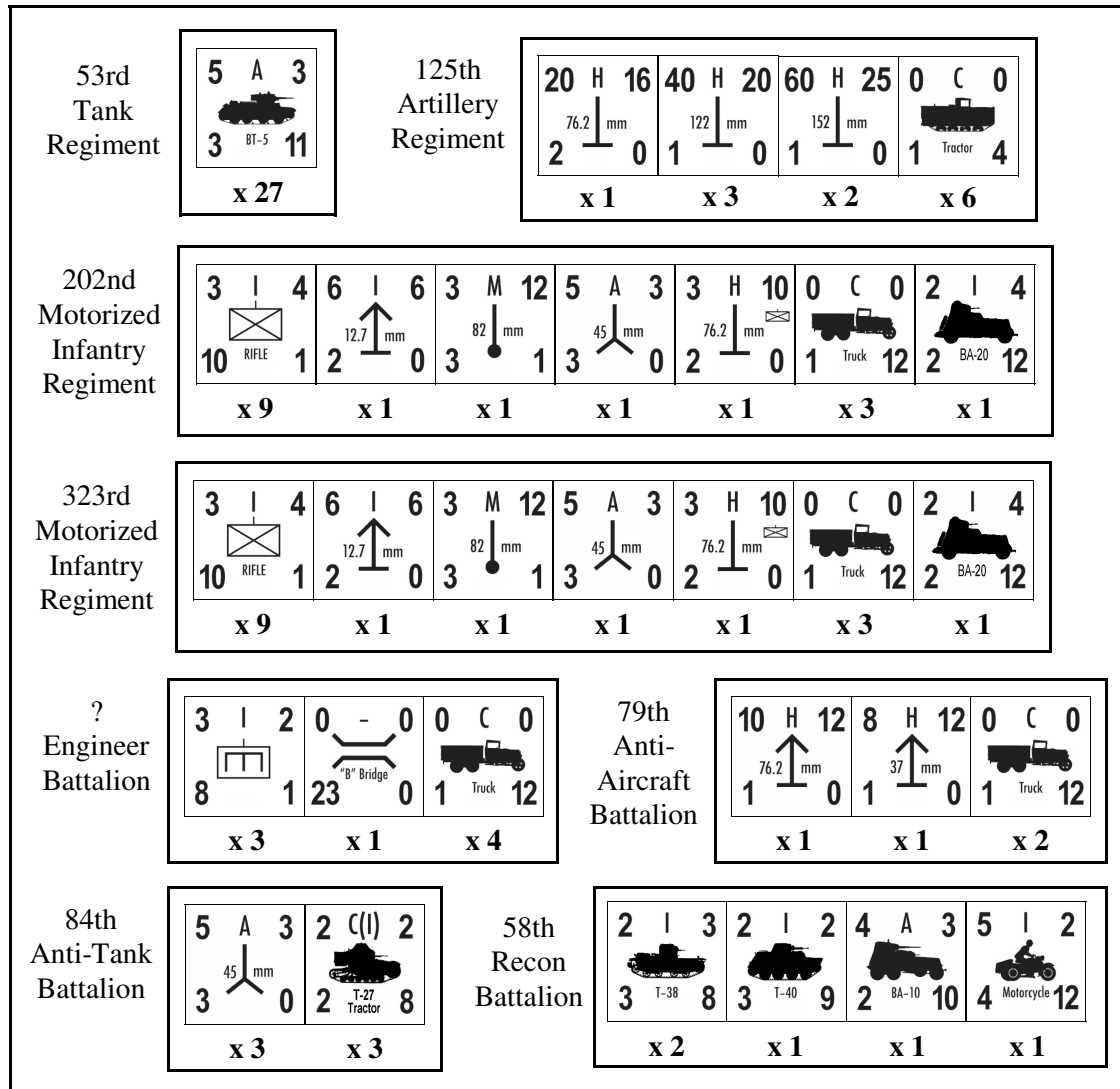 53rd
Tank
Regiment
5 A 3
BT-5
3 11
x 27
125th
Artillery
Regiment
20 H 16
76.2 mm
2 0
x 1
40 H 20
122 mm
1 0
x 3
60 H 25
152 mm
1 0
x 2
0 C 0
Tractor
1 4
x 6
202nd
Motorized
Infantry
Regiment
3 I 4
RIFLE
10 1
x 9
6 I 6
12.7 mm
2 0
x 1
3 M 12
82 mm
3 1
x 1
5 A 3
45 mm
3 0
x 1
3 H 10
76.2 mm
2 0
x 1
0 C 0
Truck
1 12
x 3
2 I 4
BA-20
2 12
x 1
323rd
Motorized
Infantry
Regiment
3 I 4
RIFLE
10 1
x 9
6 I 6
12.7 mm
2 0
x 1
3 M 12
82 mm
3 1
x 1
5 A 3
45 mm
3 0
x 1
3 H 10
76.2 mm
2 0
x 1
0 C 0
Truck
1 12
x 3
2 I 4
BA-20
2 12
x 1
?
Engineer
Battalion
3 I 2
8 1
x 3
0 - 0
"B" Bridge
23 0
x 1
0 C 0
Truck
1 12
x 4
79th
Anti-
Aircraft
Battalion
10 H 12
76.2 mm
1 0
x 1
8 H 12
37 mm
1 0
x 1
0 C 0
Truck
1 12
x 2
84th
Anti-Tank
Battalion
5 A 3
45 mm
3 0
x 3
2 C(I) 2
T-27
Tractor
2 8
x 3
58th
Recon
Battalion
2 I 3
T-38
3 8
x 2
2 I 2
T-40
3 9
x 1
4 A 3
BA-10
2 10
x 1
5 I 2
Motorcycle
4 12
x 1